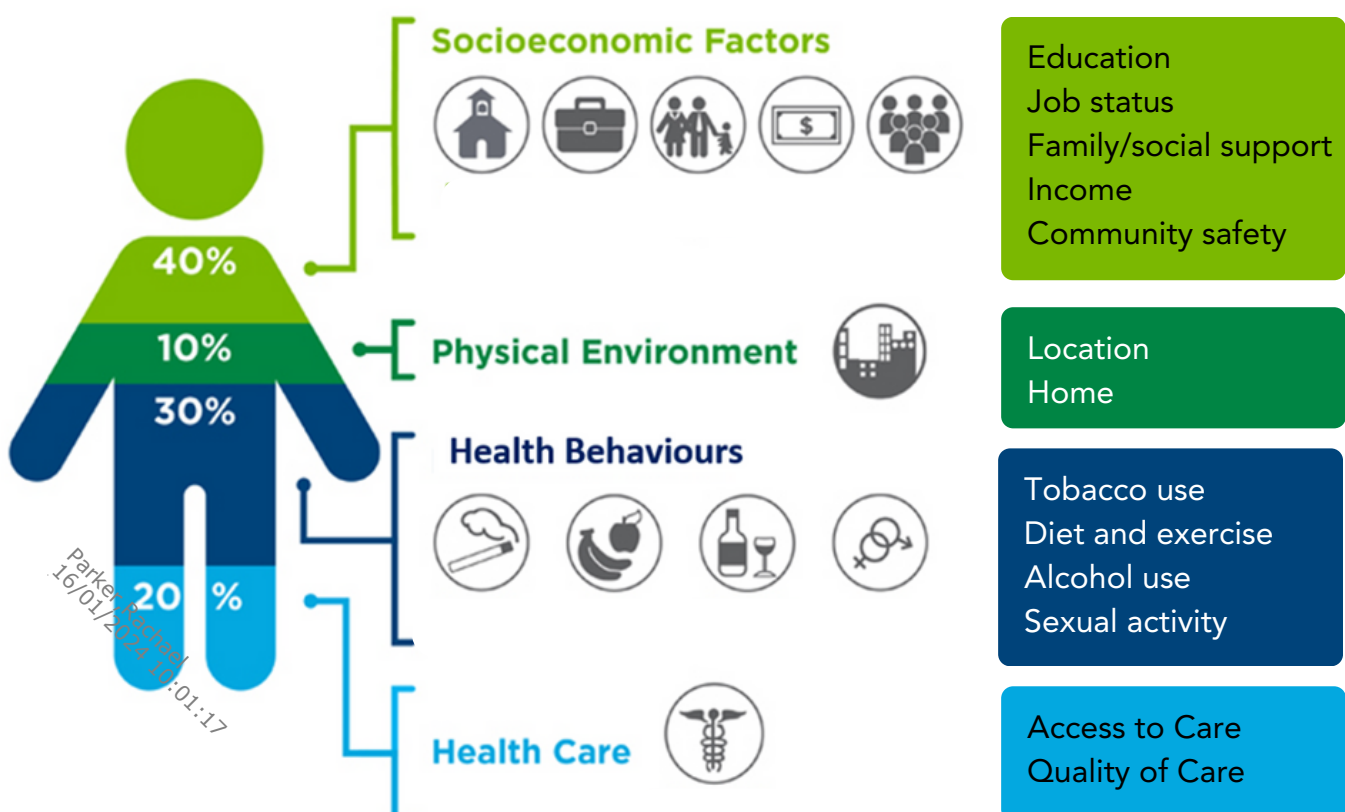 Socioeconomic Factors
$
Education
Job status
Family/social support
Income
Community safety
40%
10%
Physical Environment
Location
Home
30%
Health Behaviours
Tobacco use
Diet and exercise
Alcohol use
Sexual activity
20 %
Parker Rachael
16/01/2024 10:01:17
Health Care
Access to Care
Quality of Care